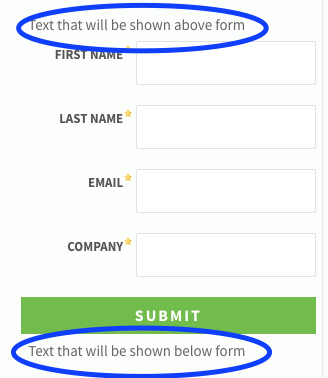 Text that will be shown above form
FIRST NAME
LAST NAME
EMAIL
COMPANY
SUBMIT
Text that will be shown below form